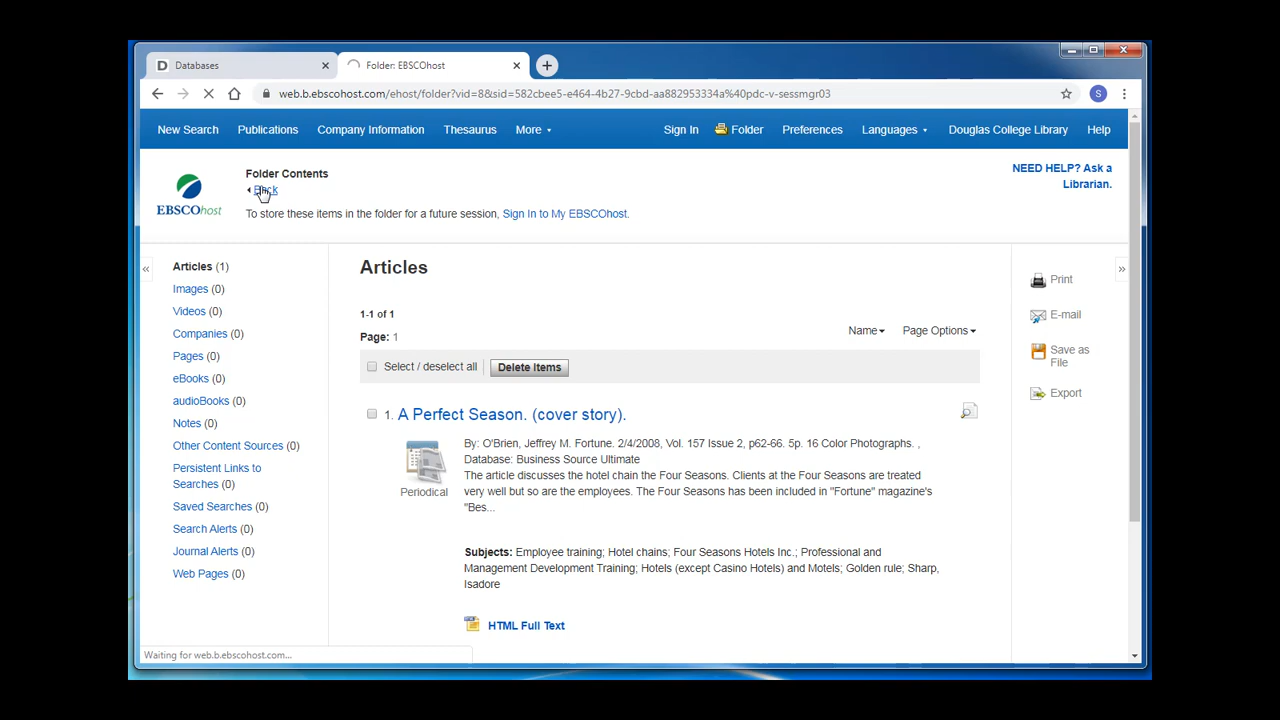 Databases
Folder: EBSCOhost
web.b.ebscohost.com/ehost/folder?vid=8&sid=582cbee5-e464-4b27-9cbd-aa882953334a%40pdc-v-sessmgr03
S
New Search Publications Company Information Thesaurus More Sign In Folder Preferences Languages Douglas College Library Help
Folder Contents
Back
To store these items in the folder for a future session, Sign In to My EBSCOhost.
NEED HELP? Ask a
Librarian.
EBSCOhost
Articles (1)
Images (0)
Videos (0)
Companies (0)
Pages (0)
eBooks (0)
audioBooks (0)
Notes (0)
Other Content Sources (0)
Persistent Links to
Searches (0)
Saved Searches (0)
Search Alerts (0)
Journal Alerts (0)
Web Pages (0)
Articles
1-1 of 1
Page: 1
Name Page Options
Select / deselect all Delete Items
1. A Perfect Season. (cover story).
Periodical
By: O'Brien, Jeffrey M. Fortune. 2/4/2008, Vol. 157 Issue 2, p62-66. 5p. 16 Color Photographs. ,
Database: Business Source Ultimate
The article discusses the hotel chain the Four Seasons. Clients at the Four Seasons are treated
very well but so are the employees. The Four Seasons has been included in "Fortune" magazine's
"Bes...
Subjects: Employee training; Hotel chains; Four Seasons Hotels Inc.; Professional and
Management Development Training; Hotels (except Casino Hotels) and Motels; Golden rule; Sharp,
Isadore
HTML Full Text
Print
E-mail
Save as
File
Export
Waiting for web.b.ebscohost.com...